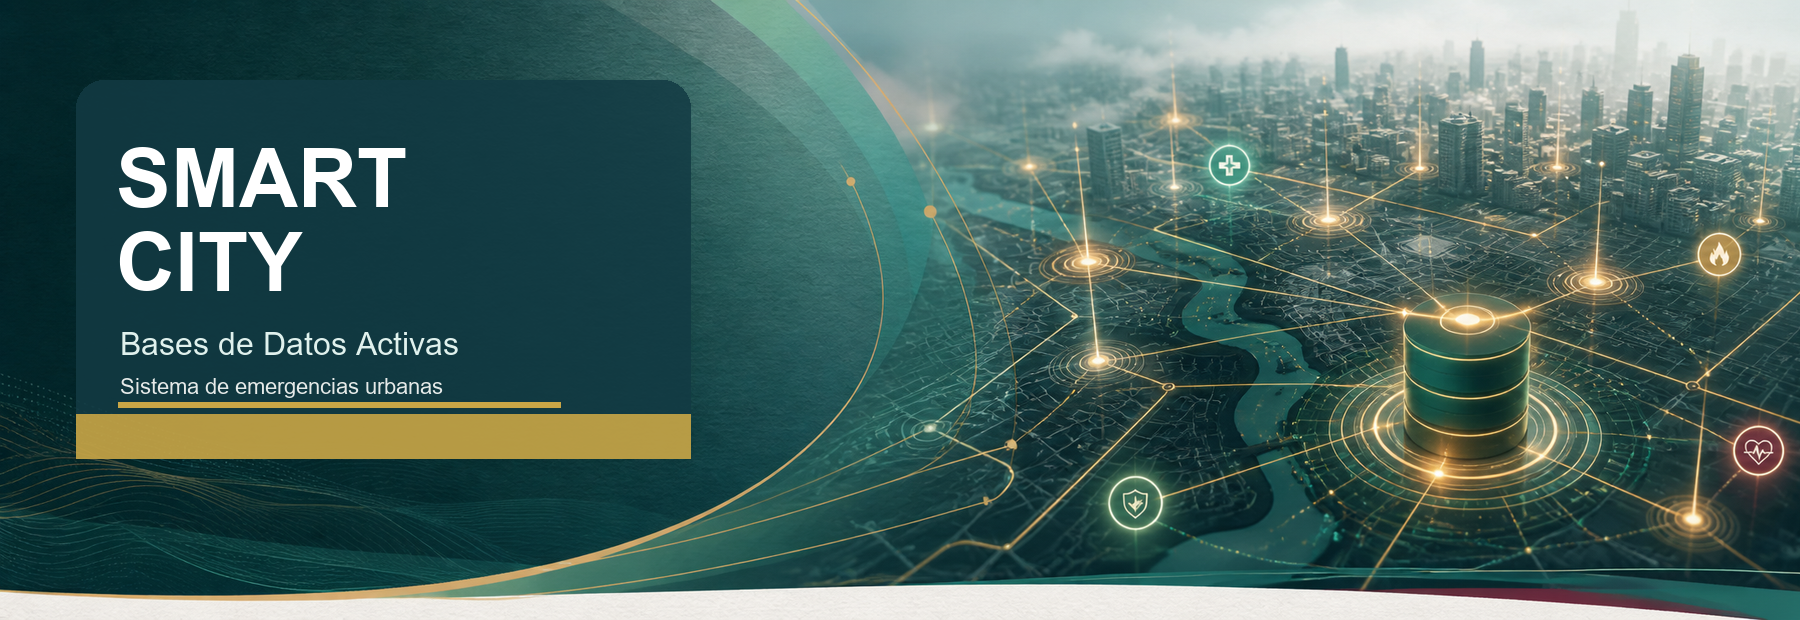 SMART
CITY
Bases de Datos Activas
Sistema de emergencias urbanas